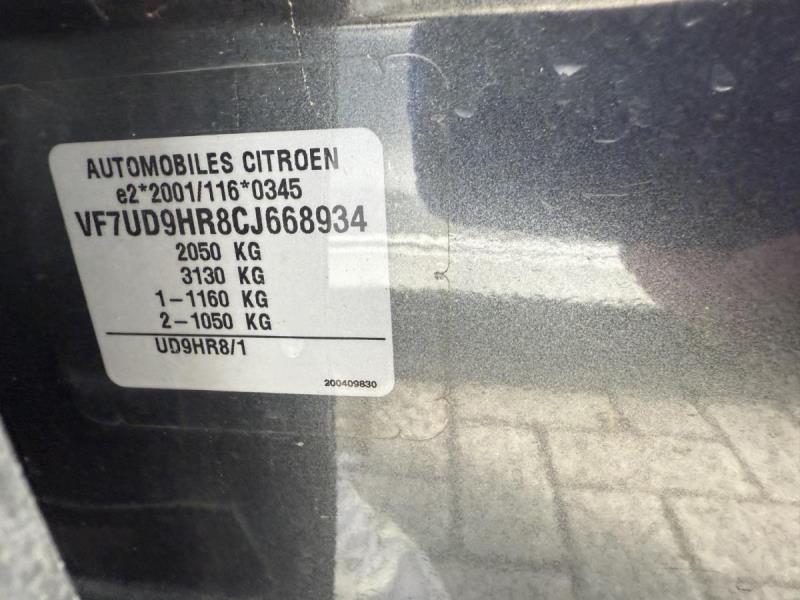 AUTOMOBILES CITROEN
e2*2001/116*0345
VF7UD9HR8CJ668934
2050 KG
3130 KG
1-1160 KG
2-1050 KG
UD9HR8/1
200409830